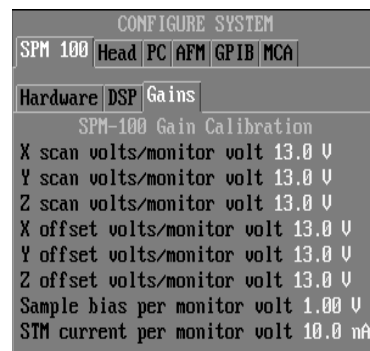 CONFIGURE SYSTEM
SPM 100 Head PC AFM GPIB MCA
Hardware DSP Gains
SPM-100 Gain Calibration
X scan volts/monitor volt 13.0 V
Y scan volts/monitor volt 13.0 V
Z scan volts/monitor volt 13.0 V
X offset volts/monitor volt 13.0 V
Y offset volts/monitor volt 13.0 V
Z offset volts/monitor volt 13.0 V
Sample bias per monitor volt 1.00 V
STM current per monitor volt 10.0 nA